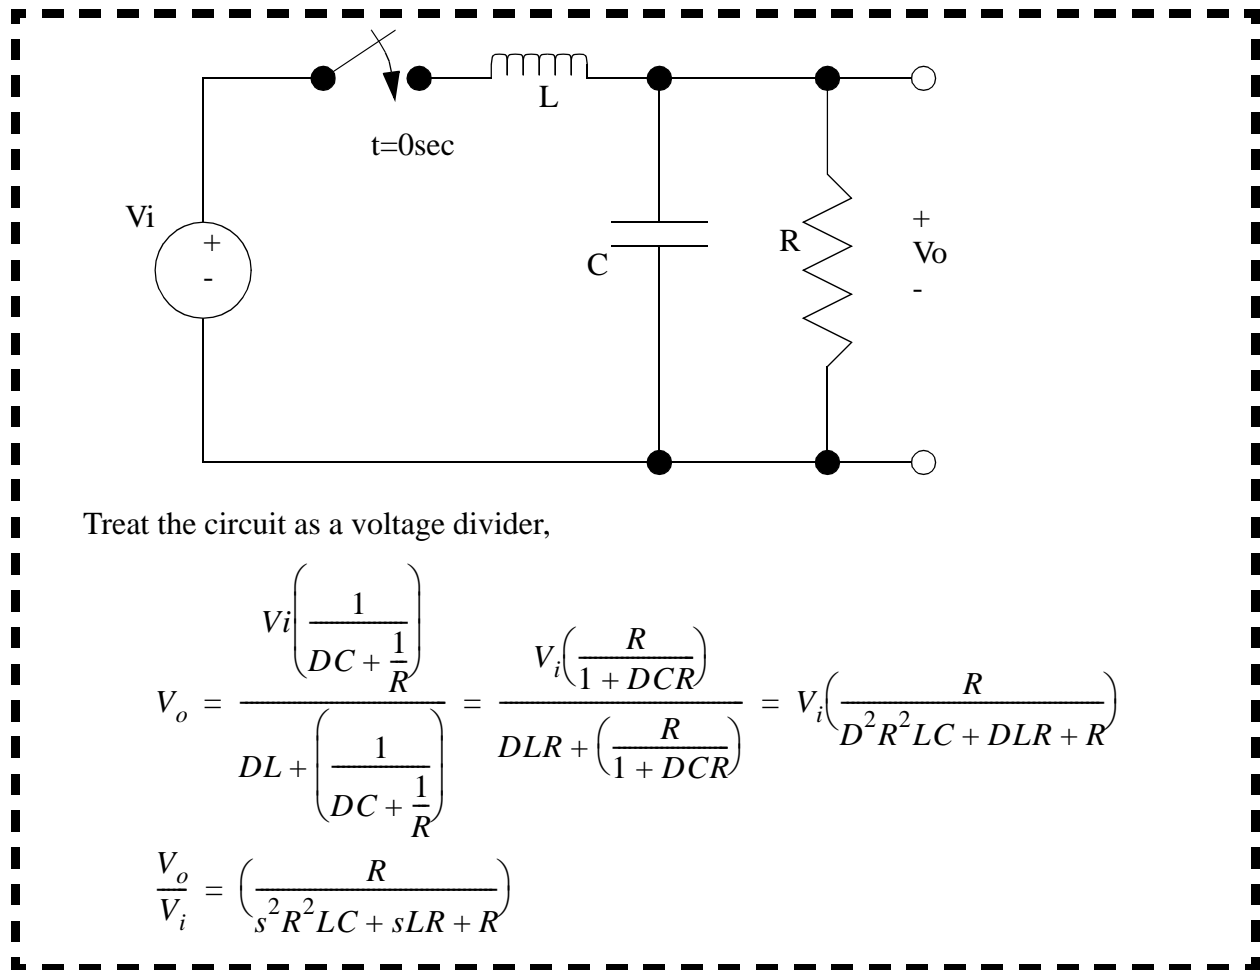 L
t=0sec
Vi
+
-
C
R
+
Vo
-
Treat the circuit as a voltage divider,
V_o = Vi(1/(DC + 1/R)) / (DL + (1/(DC + 1/R))) = V_i(R/(1 + DCR)) / (DLR + (R/(1 + DCR))) = V_i(R/(D^2R^2LC + DLR + R))
V_o/V_i = (R/(s^2R^2LC + sLR + R))